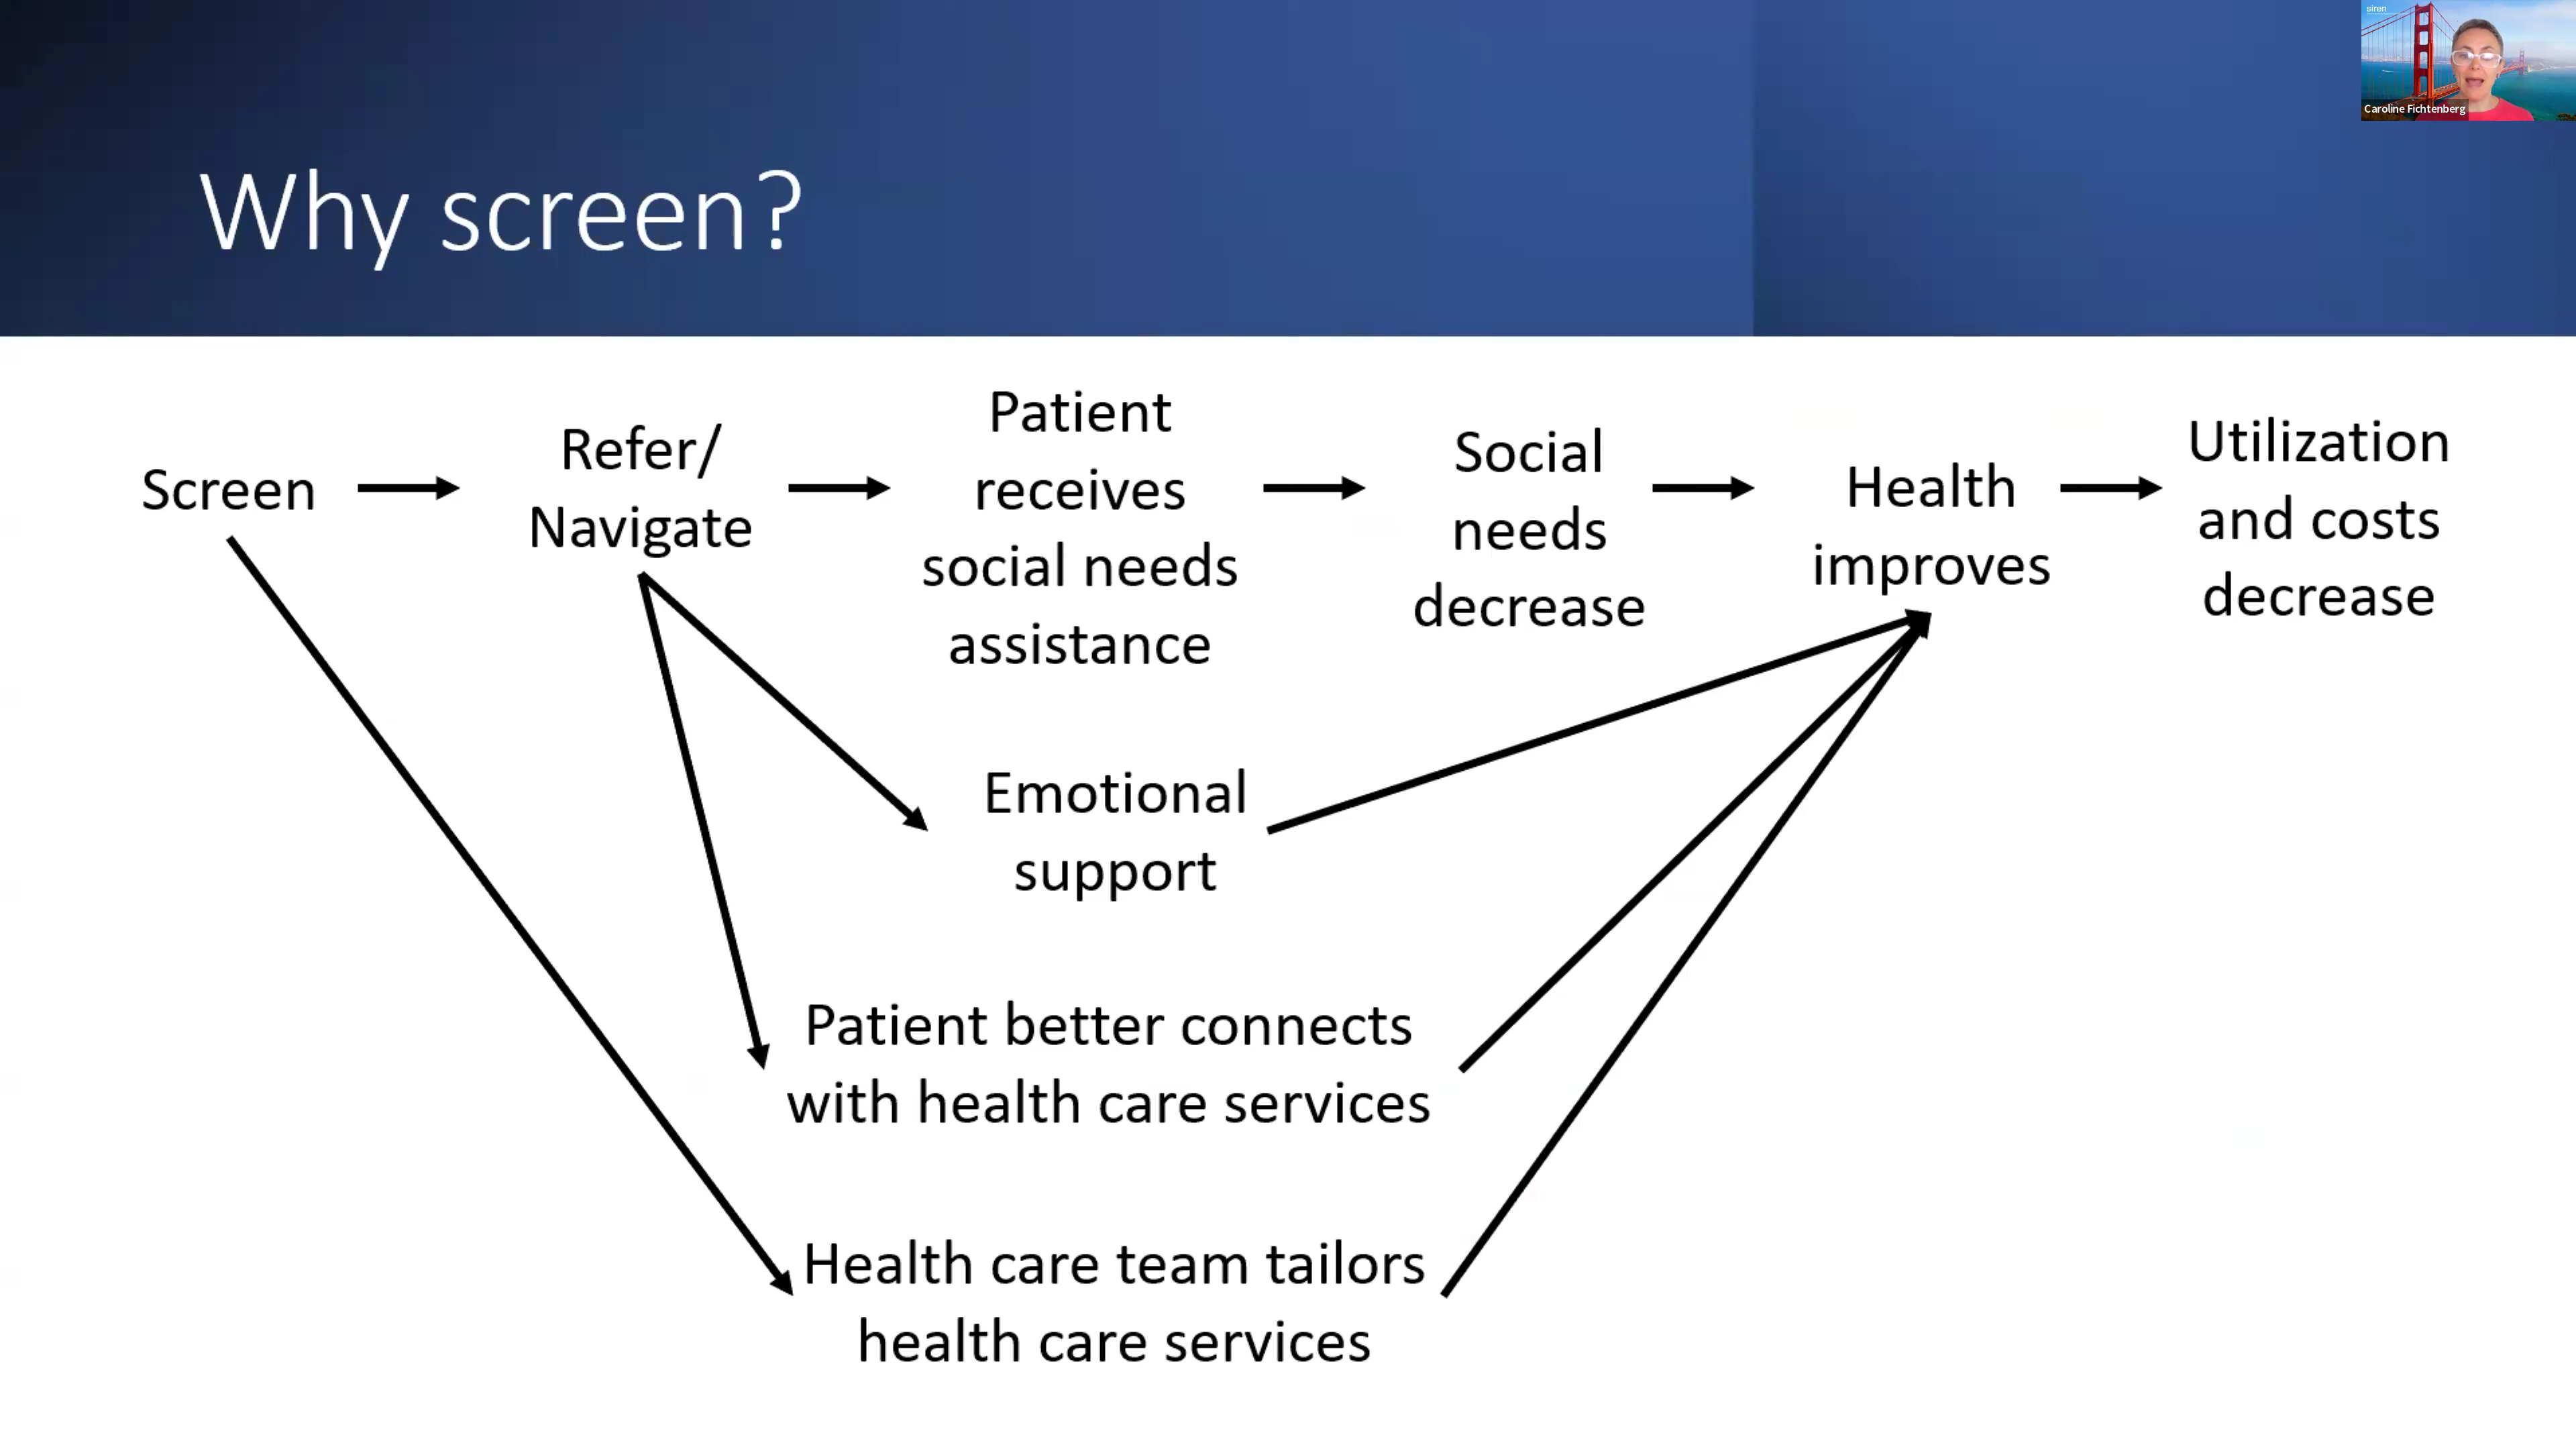 siren
Caroline Fichtenberg
Why screen?
Screen
Refer/
Navigate
Patient
receives
social needs
assistance
Social
needs
decrease
Health
improves
Utilization
and costs
decrease
Emotional
support
Patient better connects
with health care services
Health care team tailors
health care services